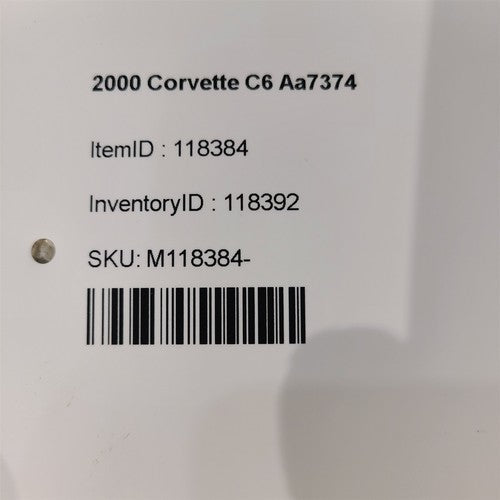 2000 Corvette C6 Aa7374
ItemID : 118384
InventoryID : 118392
SKU: M118384-